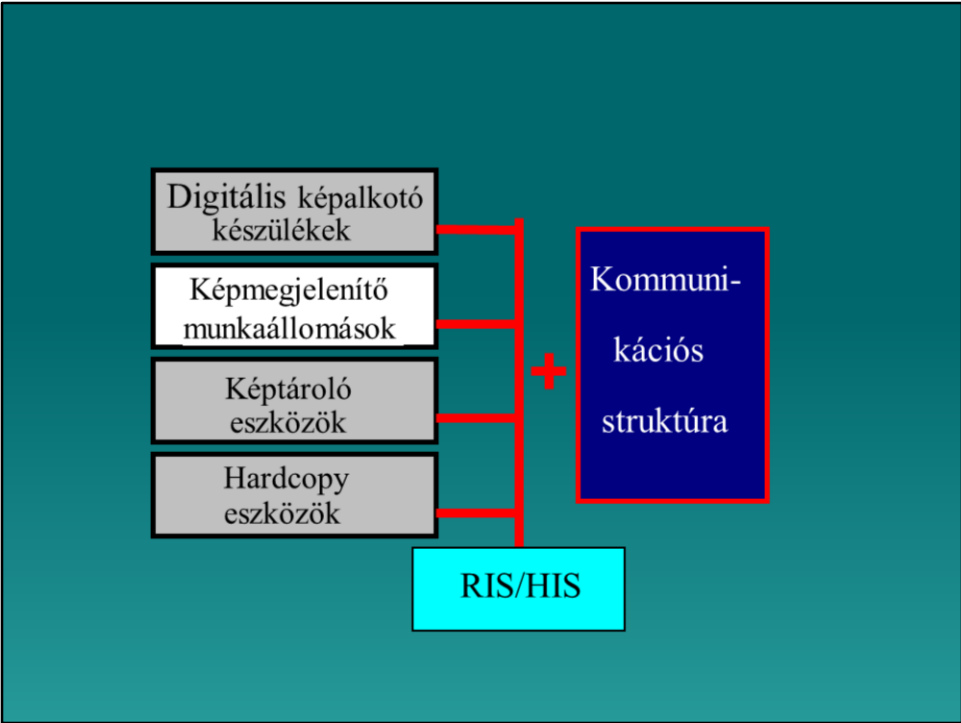 Digitális képalkotó
készülékek
Képmegjelenítő
munkaállomások
Képtároló
eszközök
Hardcopy
eszközök
Kommuni-
kációs
struktúra
+
RIS/HIS